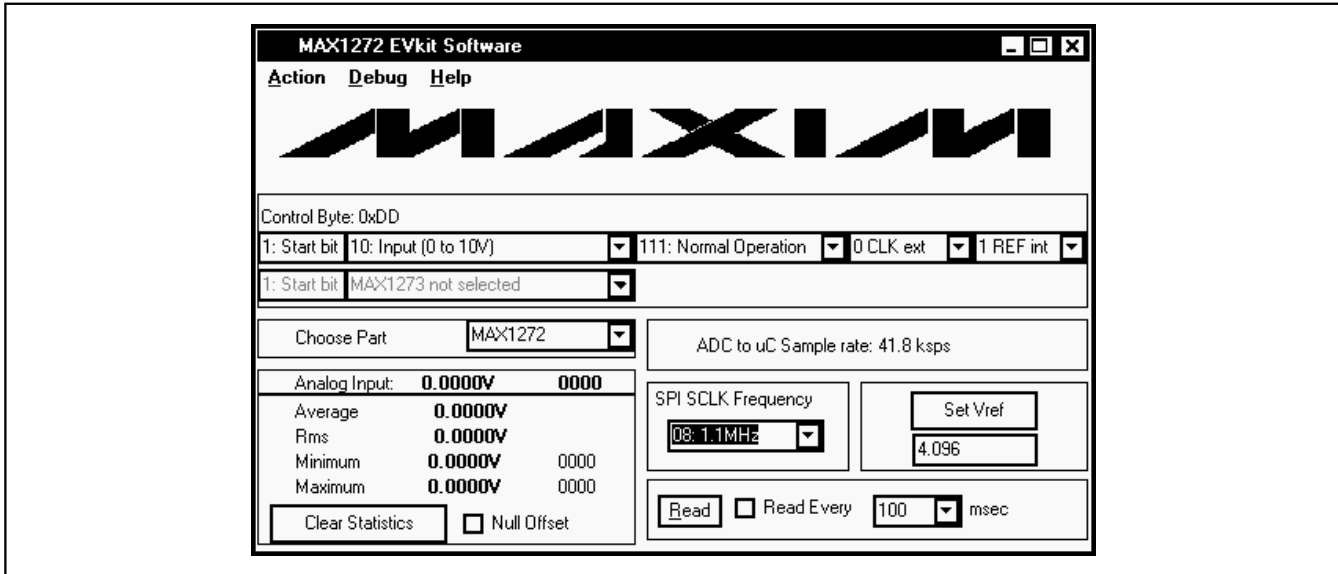 MAX1272 EVkit Software
Action Debug Help
MAXIM
Control Byte: 0xDD
1: Start bit 10: Input (0 to 10V) 111: Normal Operation 0 CLK ext 1 REF int
1: Start bit MAX1273 not selected
Choose Part MAX1272
ADC to uC Sample rate: 41.8 ksps
Analog Input: 0.0000V 0000
Average 0.0000V
Rms 0.0000V
Minimum 0.0000V 0000
Maximum 0.0000V 0000
Clear Statistics Null Offset
SPI SCLK Frequency
08: 1.1MHz
Set Vref
4.096
Read Read Every 100 msec